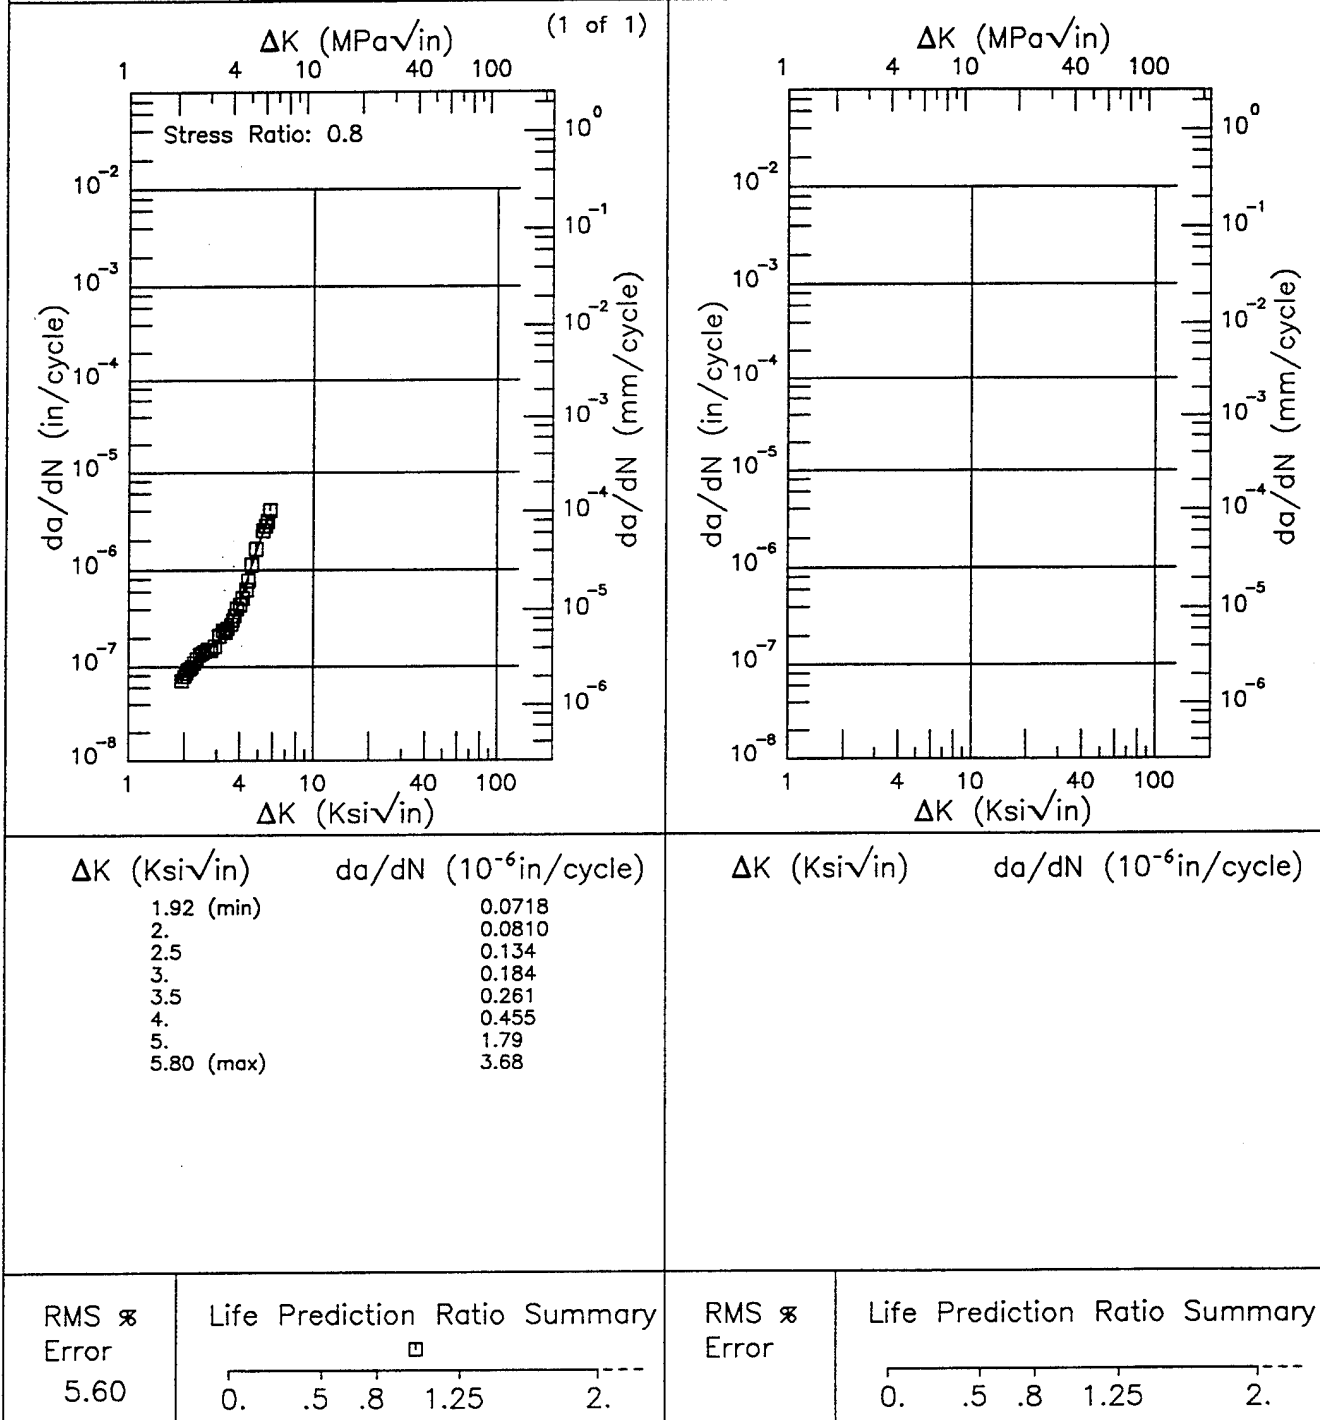 (1 of 1)
ΔK (MPa√in)
1 4 10 40 100
Stress Ratio: 0.8
da/dN (in/cycle)
10⁻²
10⁻³
10⁻⁴
10⁻⁵
10⁻⁶
10⁻⁷
10⁻⁸
10⁰
10⁻¹
10⁻²
10⁻³
10⁻⁴
10⁻⁵
10⁻⁶
da/dN (mm/cycle)
1 4 10 40 100
ΔK (Ksi√in)
ΔK (MPa√in)
1 4 10 40 100
da/dN (in/cycle)
10⁻²
10⁻³
10⁻⁴
10⁻⁵
10⁻⁶
10⁻⁷
10⁻⁸
10⁰
10⁻¹
10⁻²
10⁻³
10⁻⁴
10⁻⁵
10⁻�6
da/dN (mm/cycle)
1 4 10 40 100
ΔK (Ksi√in)
ΔK (Ksi√in) da/dN (10⁻⁶in/cycle)
1.92 (min) 0.0718
2. 0.0810
2.5 0.134
3. 0.184
3.5 0.261
4. 0.455
5. 1.79
5.80 (max) 3.68
ΔK (Ksi√in) da/dN (10⁻⁶in/cycle)
RMS %
Error
5.60
Life Prediction Ratio Summary
0. .5 .8 1.25 2.
RMS %
Error
Life Prediction Ratio Summary
0. .5 .8 1.25 2.